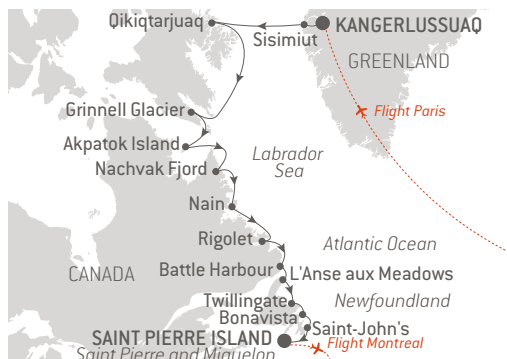 Qikiqtarjuaq
KANGERLUSSUAQ
Sisimiut
GREENLAND
Flight Paris
Grinnell Glacier
Akpatok Island
Labrador
Sea
Nachvak Fjord
Nain
Rigolet
Atlantic Ocean
Battle Harbour
CANADA
L'Anse aux Meadows
Twillingate
Newfoundland
Bonavista
Saint-John's
SAINT PIERRE ISLAND
Flight Montreal
Saint Pierre and Miquelon